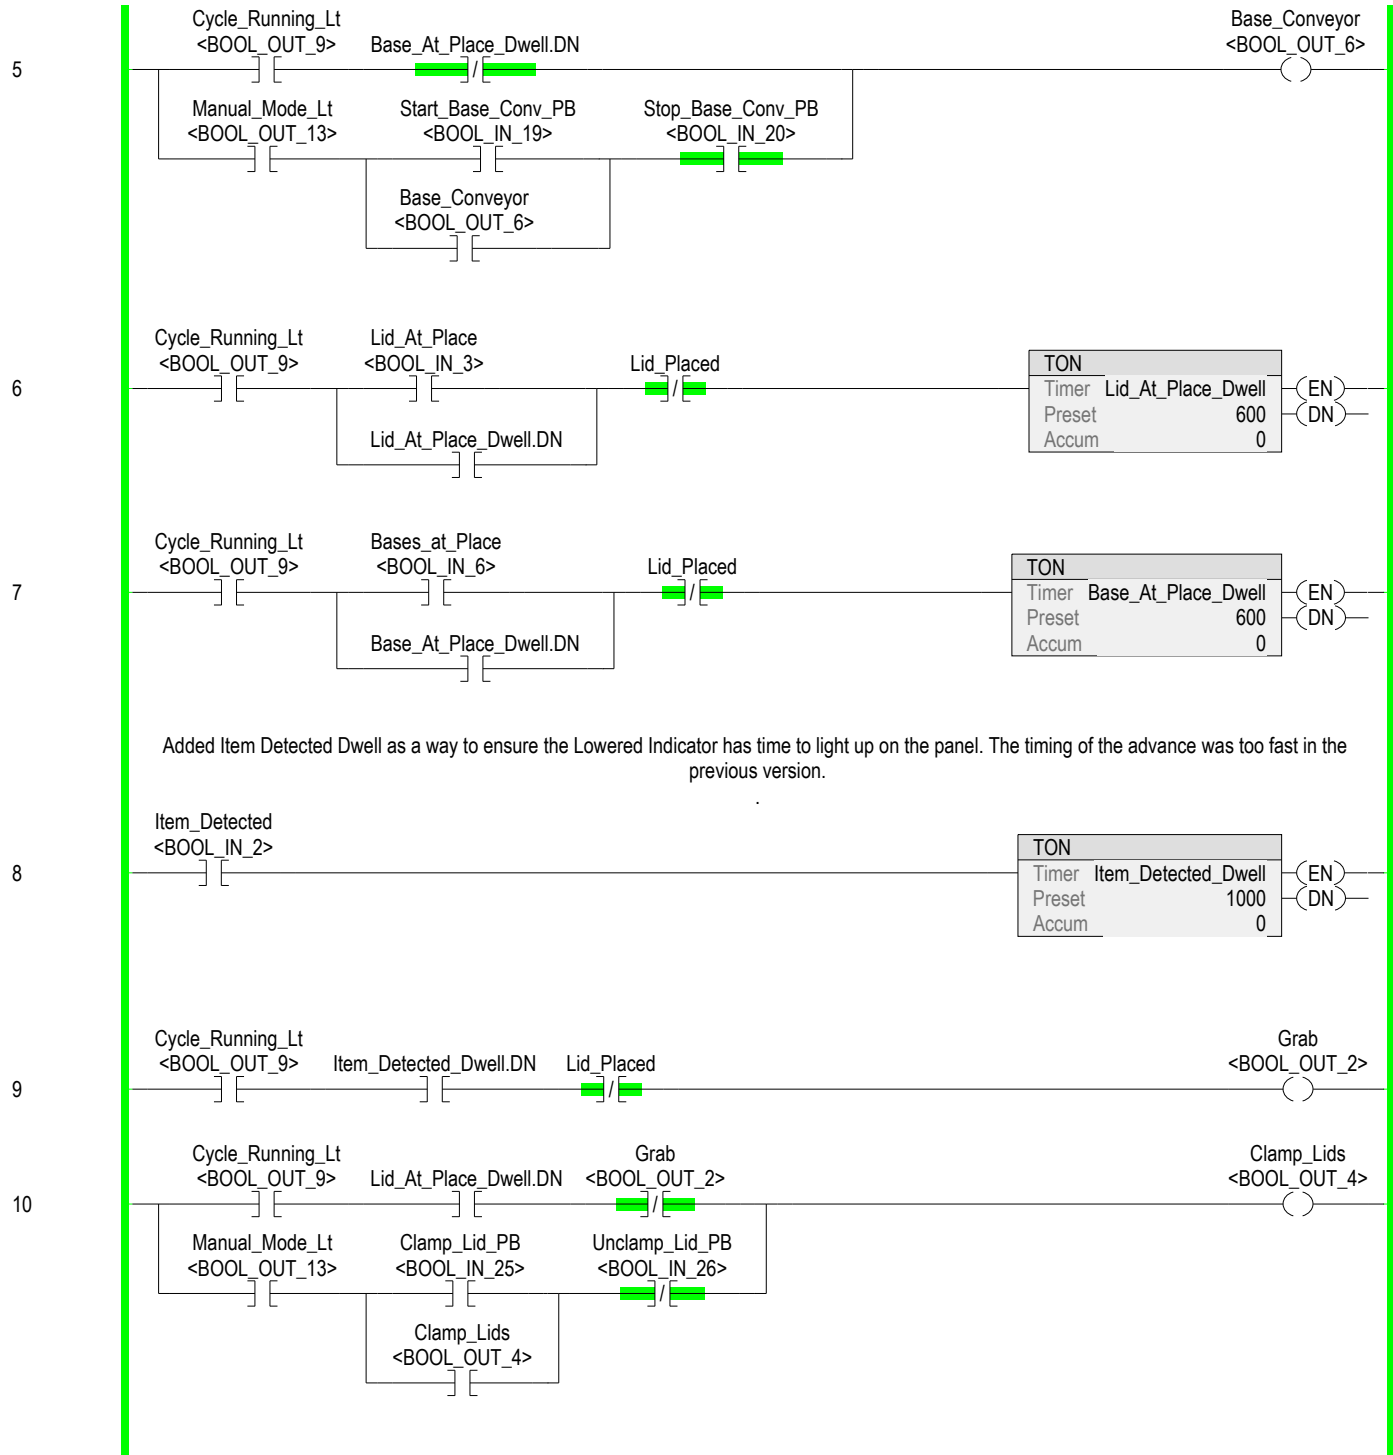 Cycle_Running_Lt
<BOOL_OUT_9>
Base_At_Place_Dwell.DN
Base_Conveyor
<BOOL_OUT_6>
5
Manual_Mode_Lt
<BOOL_OUT_13>
Start_Base_Conv_PB
<BOOL_IN_19>
Stop_Base_Conv_PB
<BOOL_IN_20>
Base_Conveyor
<BOOL_OUT_6>
Cycle_Running_Lt
<BOOL_OUT_9>
Lid_At_Place
<BOOL_IN_3>
Lid_Placed
6
TON
Timer Lid_At_Place_Dwell
Preset 600
Accum 0
EN
DN
Lid_At_Place_Dwell.DN
Cycle_Running_Lt
<BOOL_OUT_9>
Bases_at_Place
<BOOL_IN_6>
Lid_Placed
7
TON
Timer Base_At_Place_Dwell
Preset 600
Accum 0
EN
DN
Base_At_Place_Dwell.DN
Added Item Detected Dwell as a way to ensure the Lowered Indicator has time to light up on the panel. The timing of the advance was too fast in the
previous version.
.
Item_Detected
<BOOL_IN_2>
8
TON
Timer Item_Detected_Dwell
Preset 1000
Accum 0
EN
DN
Cycle_Running_Lt
<BOOL_OUT_9>
Item_Detected_Dwell.DN
Lid_Placed
Grab
<BOOL_OUT_2>
9
Cycle_Running_Lt
<BOOL_OUT_9>
Lid_At_Place_Dwell.DN
Grab
<BOOL_OUT_2>
Clamp_Lids
<BOOL_OUT_4>
10
Manual_Mode_Lt
<BOOL_OUT_13>
Clamp_Lid_PB
<BOOL_IN_25>
Unclamp_Lid_PB
<BOOL_IN_26>
Clamp_Lids
<BOOL_OUT_4>